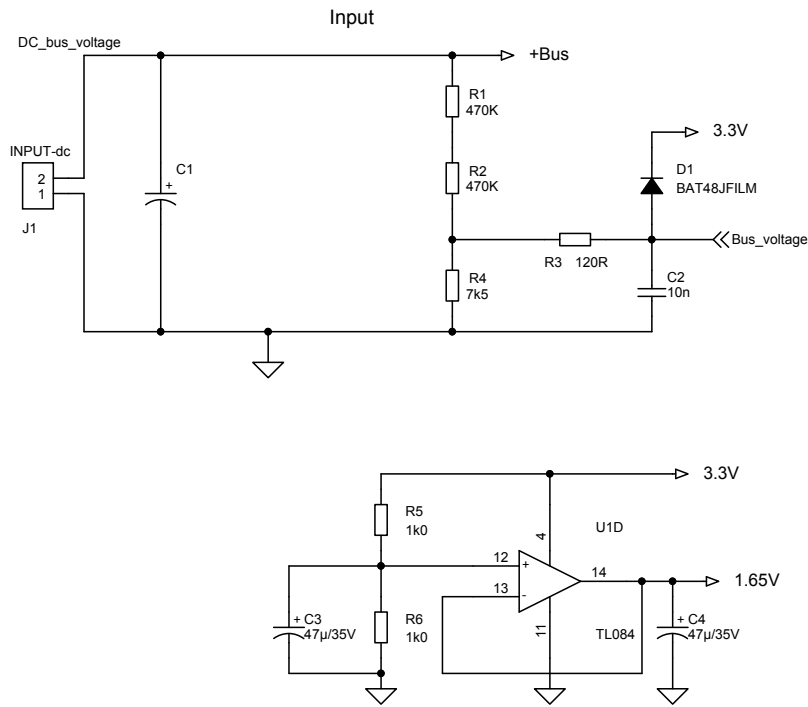 Input
DC_bus_voltage
+Bus
R1
470K
3.3V
INPUT-dc
C1
+
R2
470K
D1
BAT48JFILM
2
1
J1
Bus_voltage
R3 120R
R4
7k5
C2
10n
3.3V
R5
1k0
4
U1D
12
+
14
1.65V
13
-
+ C3
47µ/35V
R6
1k0
11
TL084
+ C4
47µ/35V